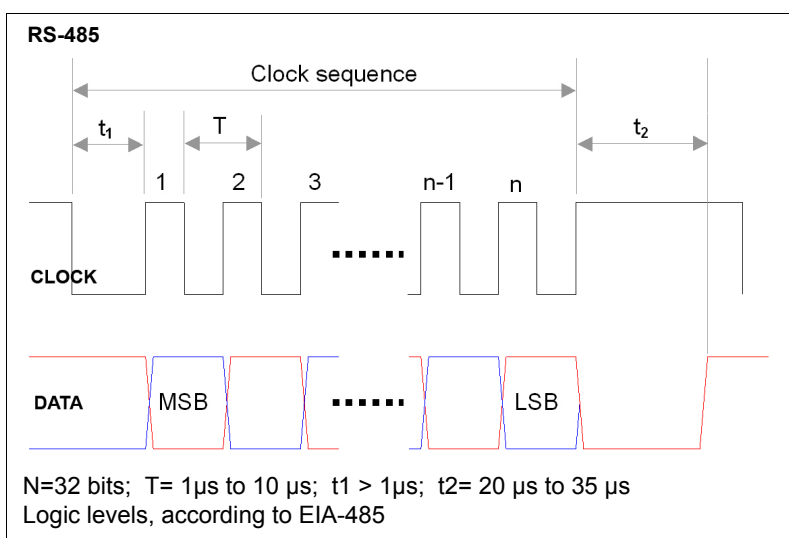 RS-485
Clock sequence
t1 T t2
1 2 3 n-1 n
CLOCK
DATA MSB LSB
N=32 bits; T= 1µs to 10 µs; t1 > 1µs; t2= 20 µs to 35 µs
Logic levels, according to EIA-485